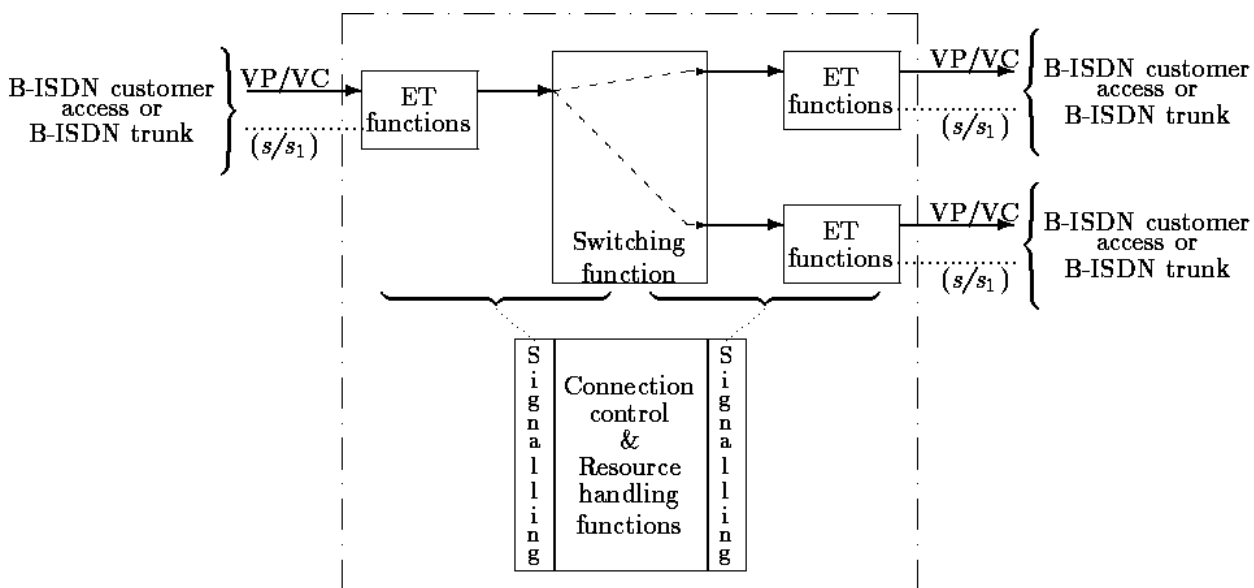 B-ISDN customer
access or
B-ISDN trunk
VP/VC
(s/s₁)
ET
functions
Switching
function
ET
functions
VP/VC
(s/s₁)
B-ISDN customer
access or
B-ISDN trunk
ET
functions
VP/VC
(s/s₁)
B-ISDN customer
access or
B-ISDN trunk
Signalling
Connection
control
&
Resource
handling
functions
Signalling